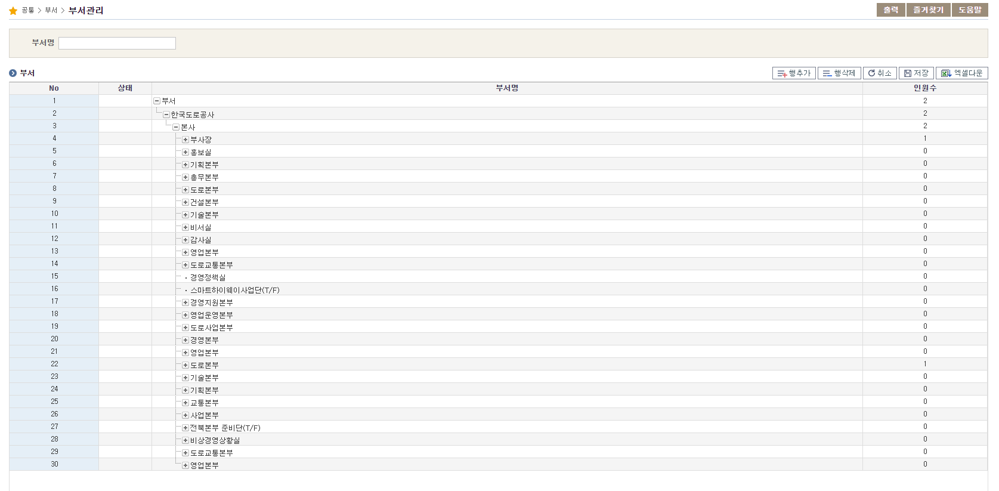 공통 > 부서 > 부서관리
출력 즐겨찾기 도움말
부서명
부서
행추가 행삭제 취소 저장 엑셀다운
No 상태 부서명 인원수
1 부서 2
2 한국도로공사 2
3 본사 2
4 부사장 1
5 홍보실 0
6 기획본부 0
7 총무본부 0
8 도로본부 0
9 건설본부 0
10 기술본부 0
11 비서실 0
12 감사실 0
13 영업본부 0
14 도로교통본부 0
15 경영정책실 0
16 스마트하이웨이사업단(T/F) 0
17 경영지원본부 0
18 영업운영본부 0
19 도로사업본부 0
20 경영본부 0
21 영업본부 0
22 도로본부 1
23 기술본부 0
24 기획본부 0
25 교통본부 0
26 사업본부 0
27 전북본부 준비단(T/F) 0
28 비상경영상황실 0
29 도로교통본부 0
30 영업본부 0